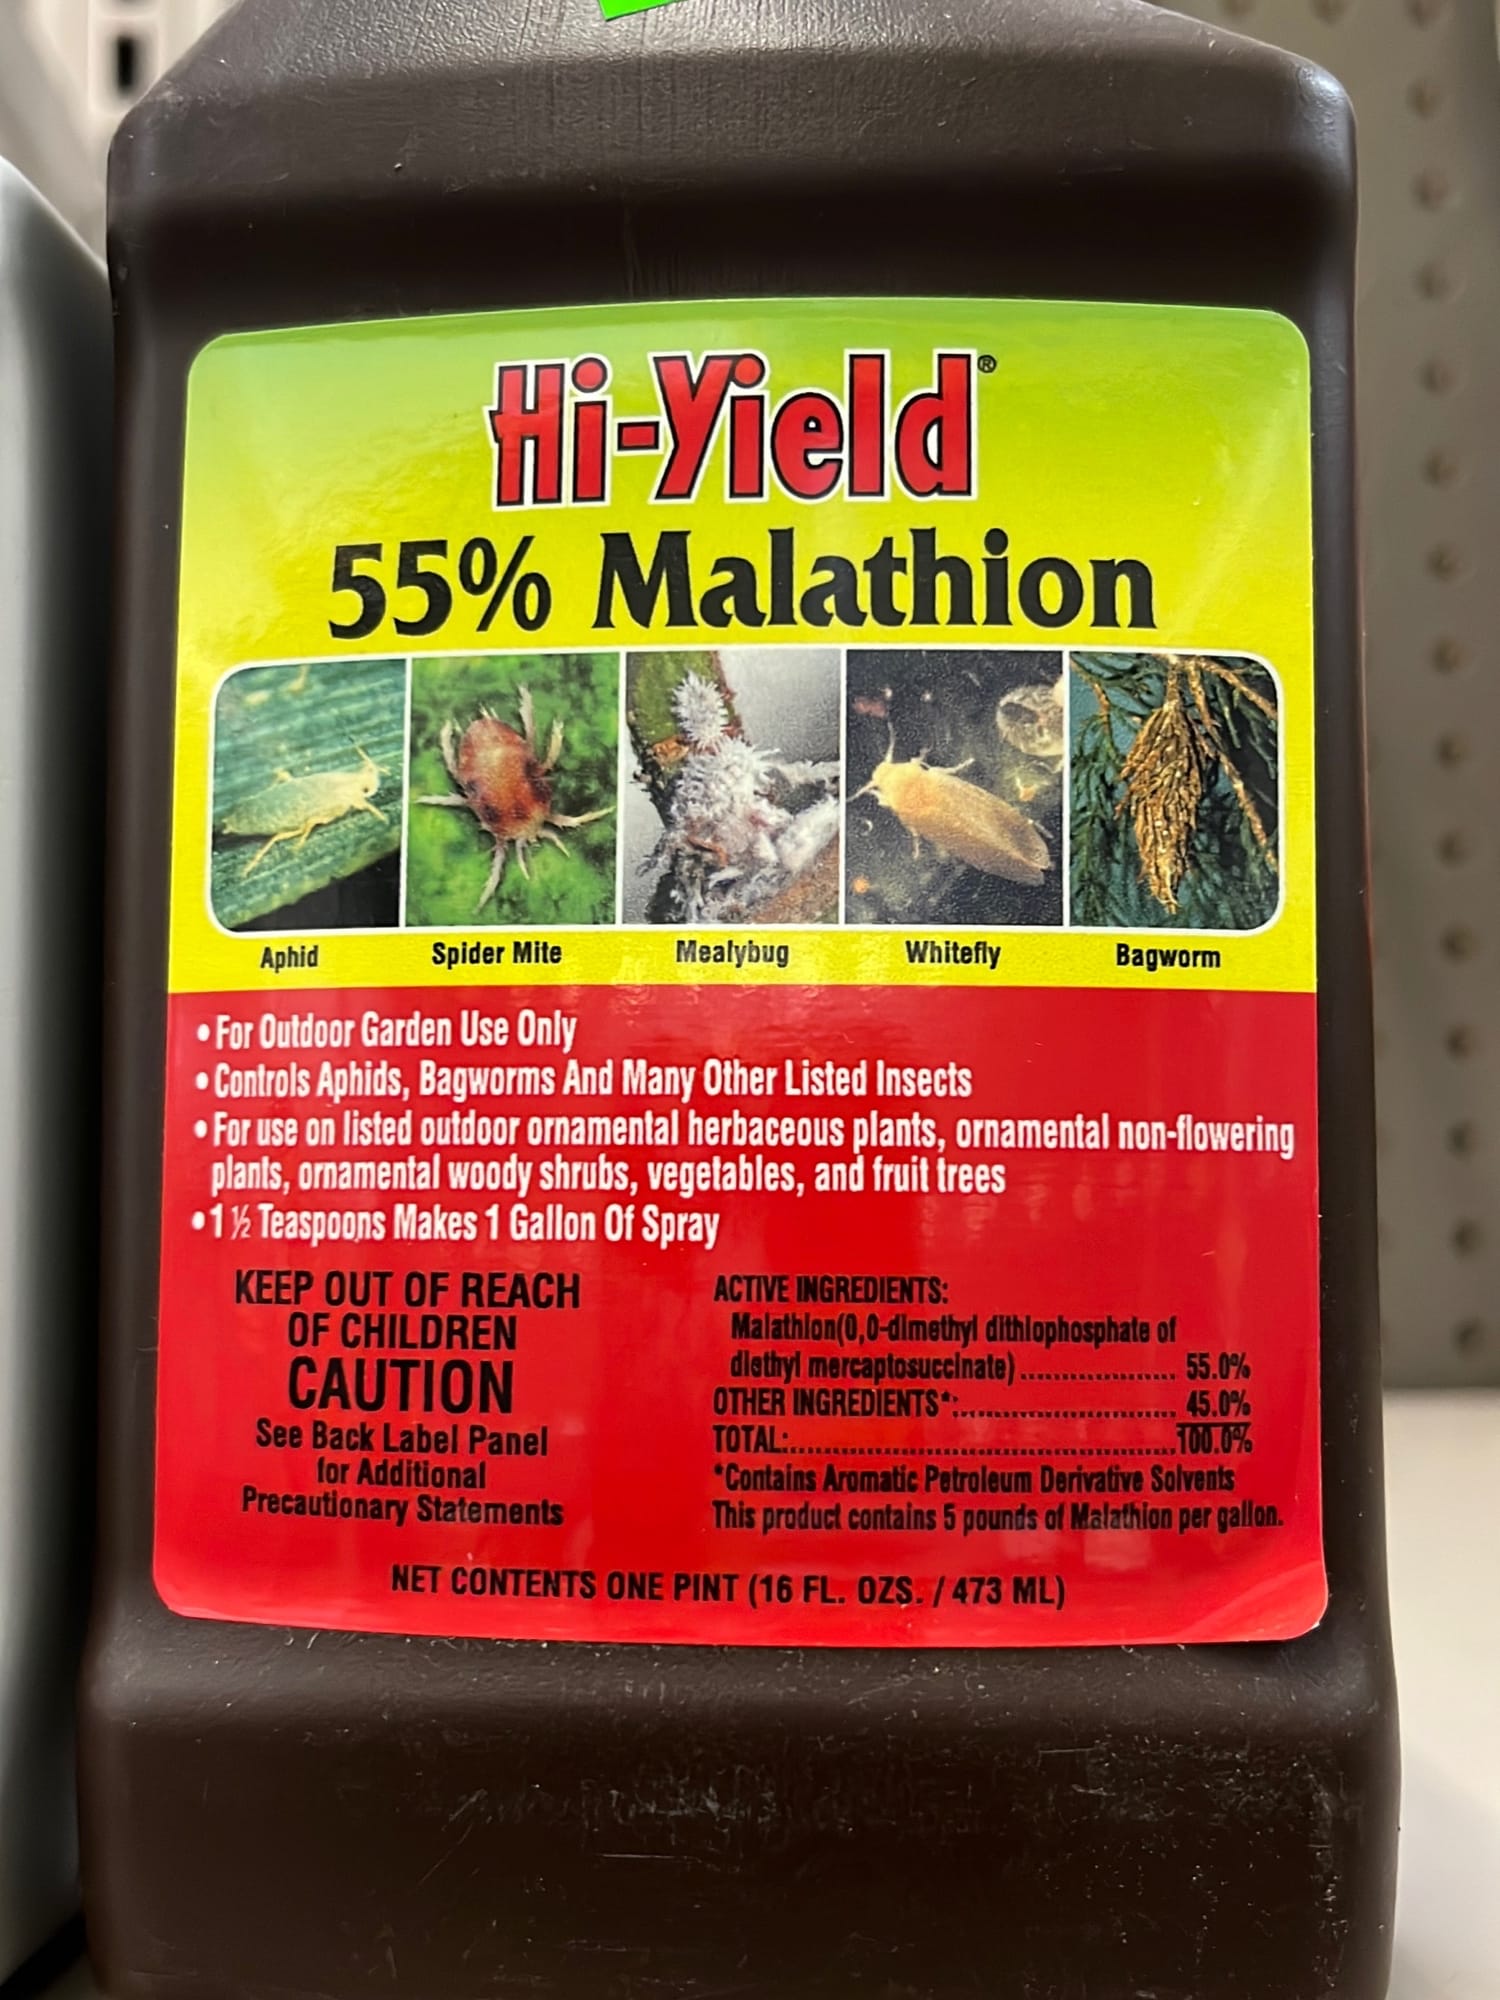 Hi-Yield®
55% Malathion
Aphid Spider Mite Mealybug Whitefly Bagworm
• For Outdoor Garden Use Only
• Controls Aphids, Bagworms And Many Other Listed Insects
• For use on listed outdoor ornamental herbaceous plants, ornamental non-flowering
plants, ornamental woody shrubs, vegetables, and fruit trees
• 1 ½ Teaspoons Makes 1 Gallon Of Spray
KEEP OUT OF REACH
OF CHILDREN
CAUTION
See Back Label Panel
for Additional
Precautionary Statements
ACTIVE INGREDIENTS:
Malathion(0,0-dimethyl dithiophosphate of
diethyl mercaptosuccinate).................... 55.0%
OTHER INGREDIENTS*:............................. 45.0%
TOTAL:....................................................100.0%
*Contains Aromatic Petroleum Derivative Solvents
This product contains 5 pounds of Malathion per gallon.
NET CONTENTS ONE PINT (16 FL. OZS. / 473 ML)